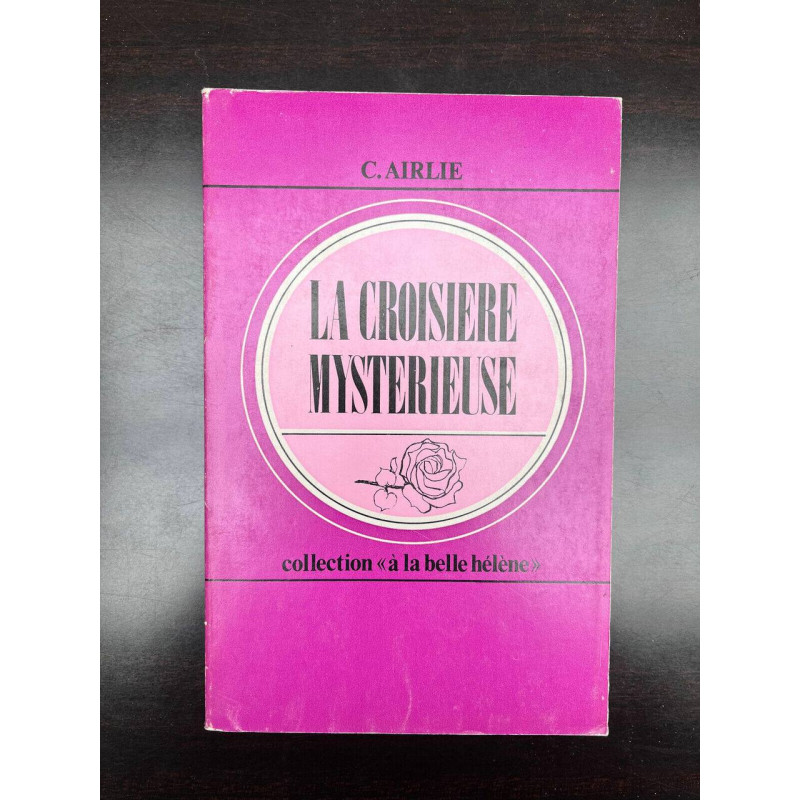 C. AIRLIE
LA CROISIERE
MYSTERIEUSE
collection « à la belle hélène »